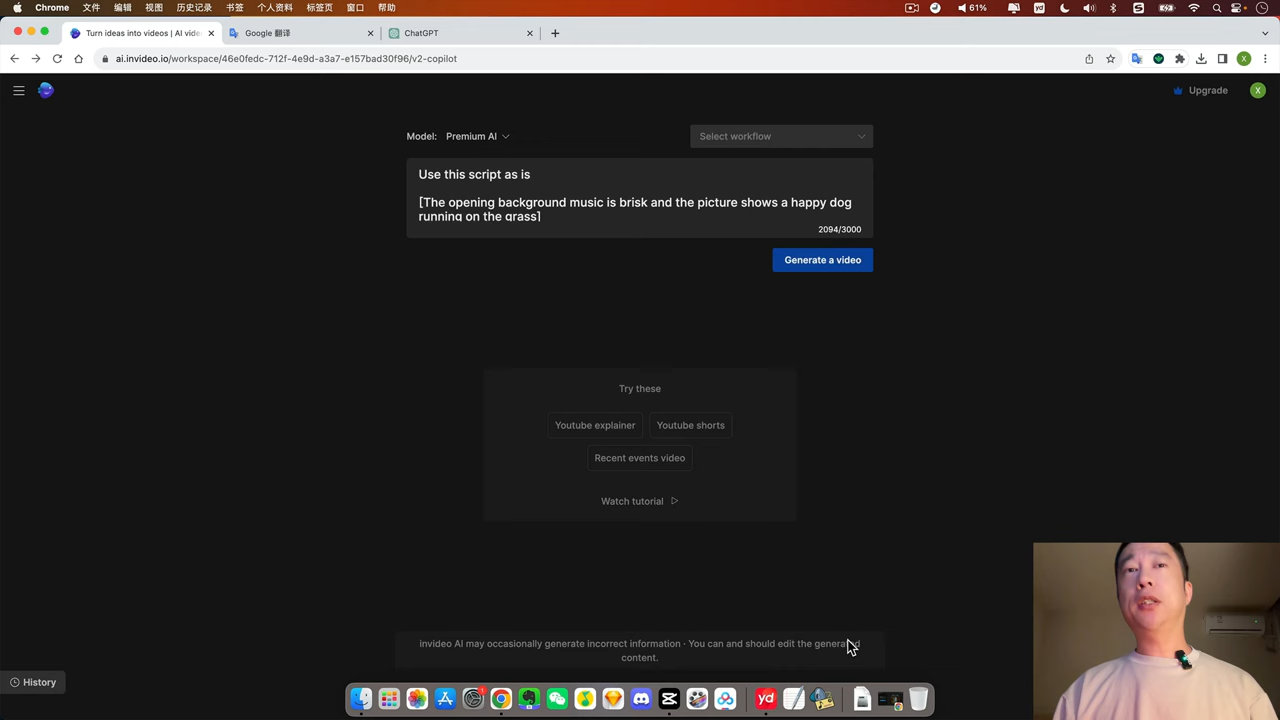 Chrome 文件 编辑 视图 历史记录 书签 个人资料 标签页 窗口 帮助 61% yd S
Turn ideas into videos | AI vide Google 翻译 ChatGPT
ai.invideo.io/workspace/46e0fedc-712f-4e9d-a3a7-e157bad30f96/v2-copilot X
Upgrade X
Model: Premium AI Select workflow
Use this script as is
[The opening background music is brisk and the picture shows a happy dog
running on the grass]
2094/3000
Generate a video
Try these
Youtube explainer Youtube shorts
Recent events video
Watch tutorial
invideo AI may occasionally generate incorrect information · You can and should edit the generated
content.
History
1 yd